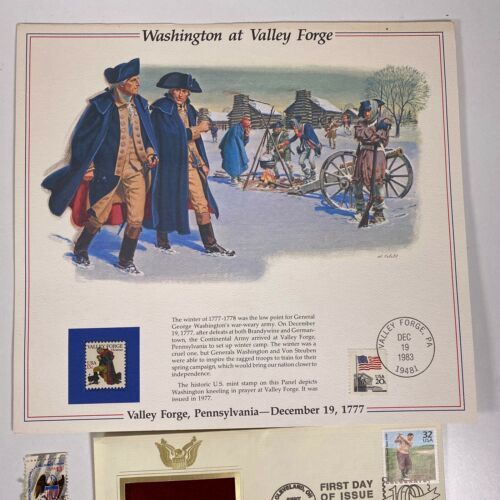 Washington at Valley Forge
The winter of 1777-1778 was the low point for General
George Washington's war-weary army. On December
19, 1777, after defeats at both Brandywine and German-
town, the Continental Army arrived at Valley Forge,
Pennsylvania to set up winter camp. The winter was a
cruel one, but Generals Washington and Von Struben
were able to inspire the ragged troops to train for their
spring campaign, which would bring our nation closer to
independence.
The historic U.S. mint stamp on this Panel depicts
Washington kneeling in prayer at Valley Forge. It was
issued in 1977.
VALLEY FORGE
USA
VALLEY FORGE, PA
DEC
19
1983
19481
20c
Valley Forge, Pennsylvania—December 19, 1777
CLEVELAND, OH
FIRST DAY
OF ISSUE
32
USA